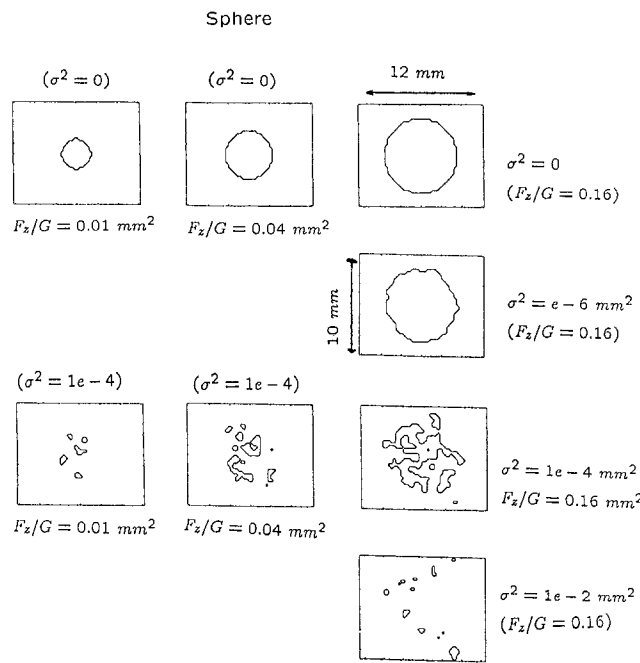 Sphere
(σ² = 0)
(σ² = 0)
12 mm
σ² = 0
(F_z/G = 0.16)
F_z/G = 0.01 mm²
F_z/G = 0.04 mm²
10 mm
σ² = e − 6 mm²
(F_z/G = 0.16)
(σ² = 1e − 4)
(σ² = 1e − 4)
σ² = 1e − 4 mm²
F_z/G = 0.16 mm²
F_z/G = 0.01 mm²
F_z/G = 0.04 mm²
σ² = 1e − 2 mm²
(F_z/G = 0.16)